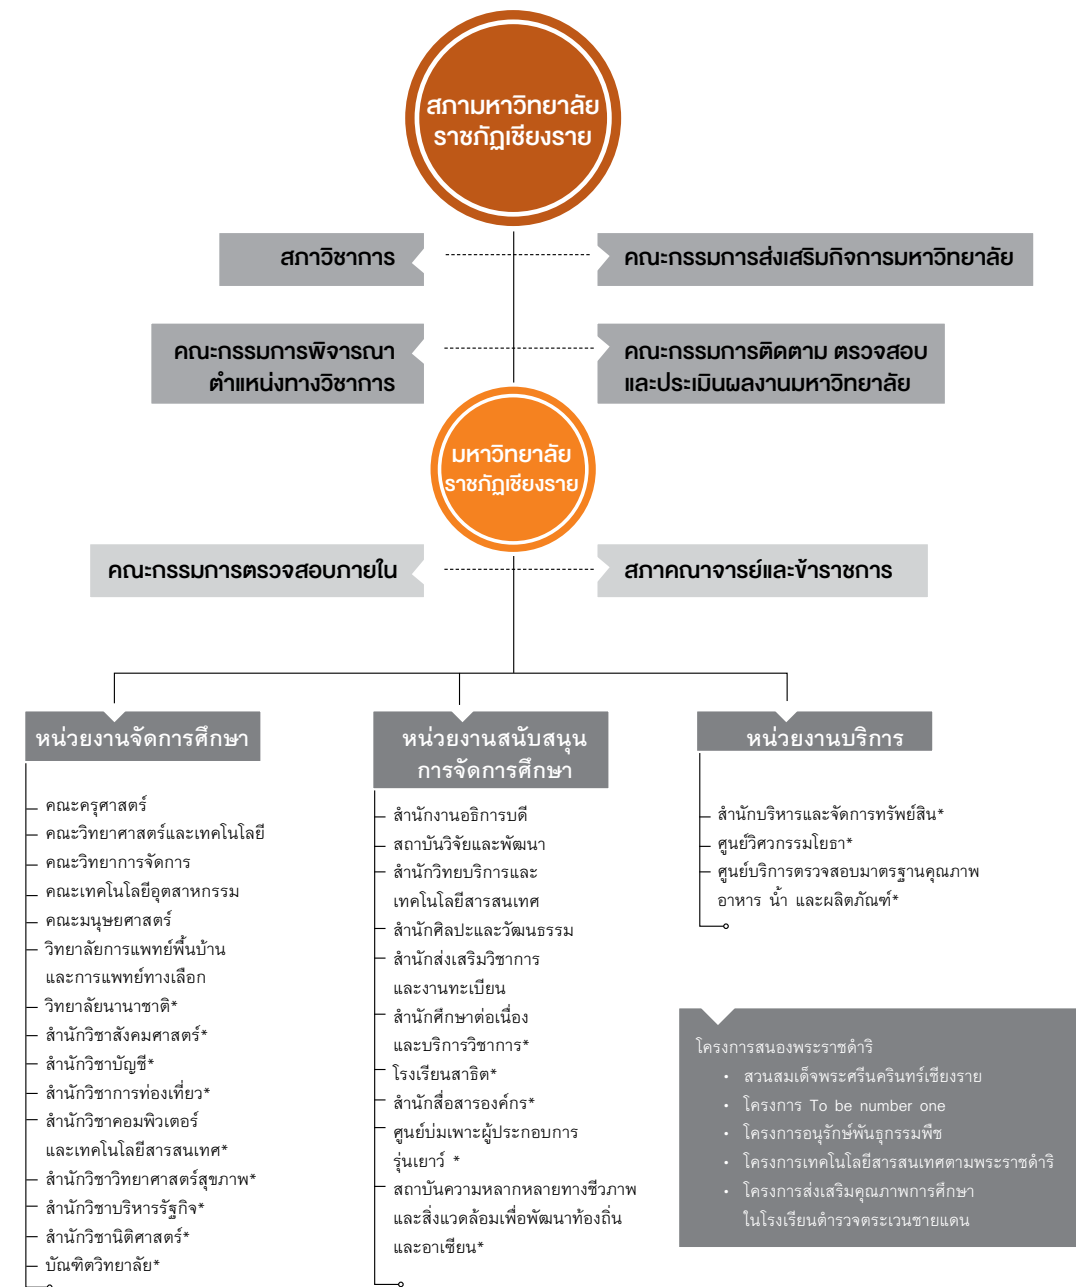 สภามหาวิทยาลัย
ราชภัฏเชียงราย
สภาวิชาการ
คณะกรรมการส่งเสริมกิจการมหาวิทยาลัย
คณะกรรมการพิจารณา
ตำแหน่งทางวิชาการ
คณะกรรมการติดตาม ตรวจสอบ
และประเมินผลงานมหาวิทยาลัย
มหาวิทยาลัย
ราชภัฏเชียงราย
คณะกรรมการตรวจสอบภายใน
สภาคณาจารย์และข้าราชการ
หน่วยงานจัดการศึกษา
คณะครุศาสตร์
คณะวิทยาศาสตร์และเทคโนโลยี
คณะวิทยาการจัดการ
คณะเทคโนโลยีอุตสาหกรรม
คณะมนุษยศาสตร์
วิทยาลัยการแพทย์พื้นบ้าน
และการแพทย์ทางเลือก
วิทยาลัยนานาชาติ*
สำนักวิชาสังคมศาสตร์*
สำนักวิชาบัญชี*
สำนักวิชาการท่องเที่ยว*
สำนักวิชาคอมพิวเตอร์
และเทคโนโลยีสารสนเทศ*
สำนักวิชาวิทยาศาสตร์สุขภาพ*
สำนักวิชาบริหารรัฐกิจ*
สำนักวิชานิติศาสตร์*
บัณฑิตวิทยาลัย*
หน่วยงานสนับสนุน
การจัดการศึกษา
สำนักงานอธิการบดี
สถาบันวิจัยและพัฒนา
สำนักวิทยบริการและ
เทคโนโลยีสารสนเทศ
สำนักศิลปะและวัฒนธรรม
สำนักส่งเสริมวิชาการ
และงานทะเบียน
สำนักศึกษาต่อเนื่อง
และบริการวิชาการ*
โรงเรียนสาธิต*
สำนักสื่อสารองค์กร*
ศูนย์บ่มเพาะผู้ประกอบการ
รุ่นเยาว์ *
สถาบันความหลากหลายทางชีวภาพ
และสิ่งแวดล้อมเพื่อพัฒนาท้องถิ่น
และอาเซียน*
หน่วยงานบริการ
สำนักบริหารและจัดการทรัพย์สิน*
ศูนย์วิศวกรรมโยธา*
ศูนย์บริการตรวจสอบมาตรฐานคุณภาพ
อาหาร น้ำ และผลิตภัณฑ์*
โครงการสนองพระราชดำริ
• สวนสมเด็จพระศรีนครินทร์เชียงราย
• โครงการ To be number one
• โครงการอนุรักษ์พันธุกรรมพืช
• โครงการเทคโนโลยีสารสนเทศตามพระราชดำริ
• โครงการส่งเสริมคุณภาพการศึกษา
ในโรงเรียนตำรวจตระเวนชายแดน